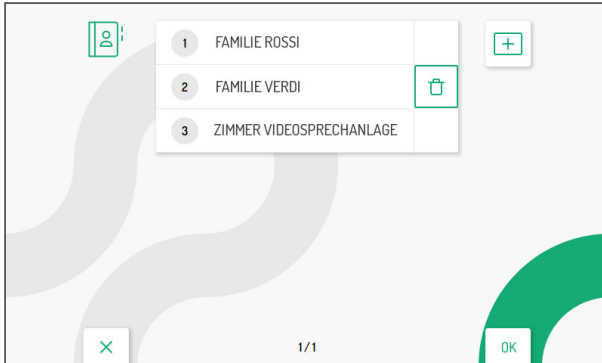 1 FAMILIE ROSSI
2 FAMILIE VERDI
3 ZIMMER VIDEOSPRECHANLAGE
1/1
OK